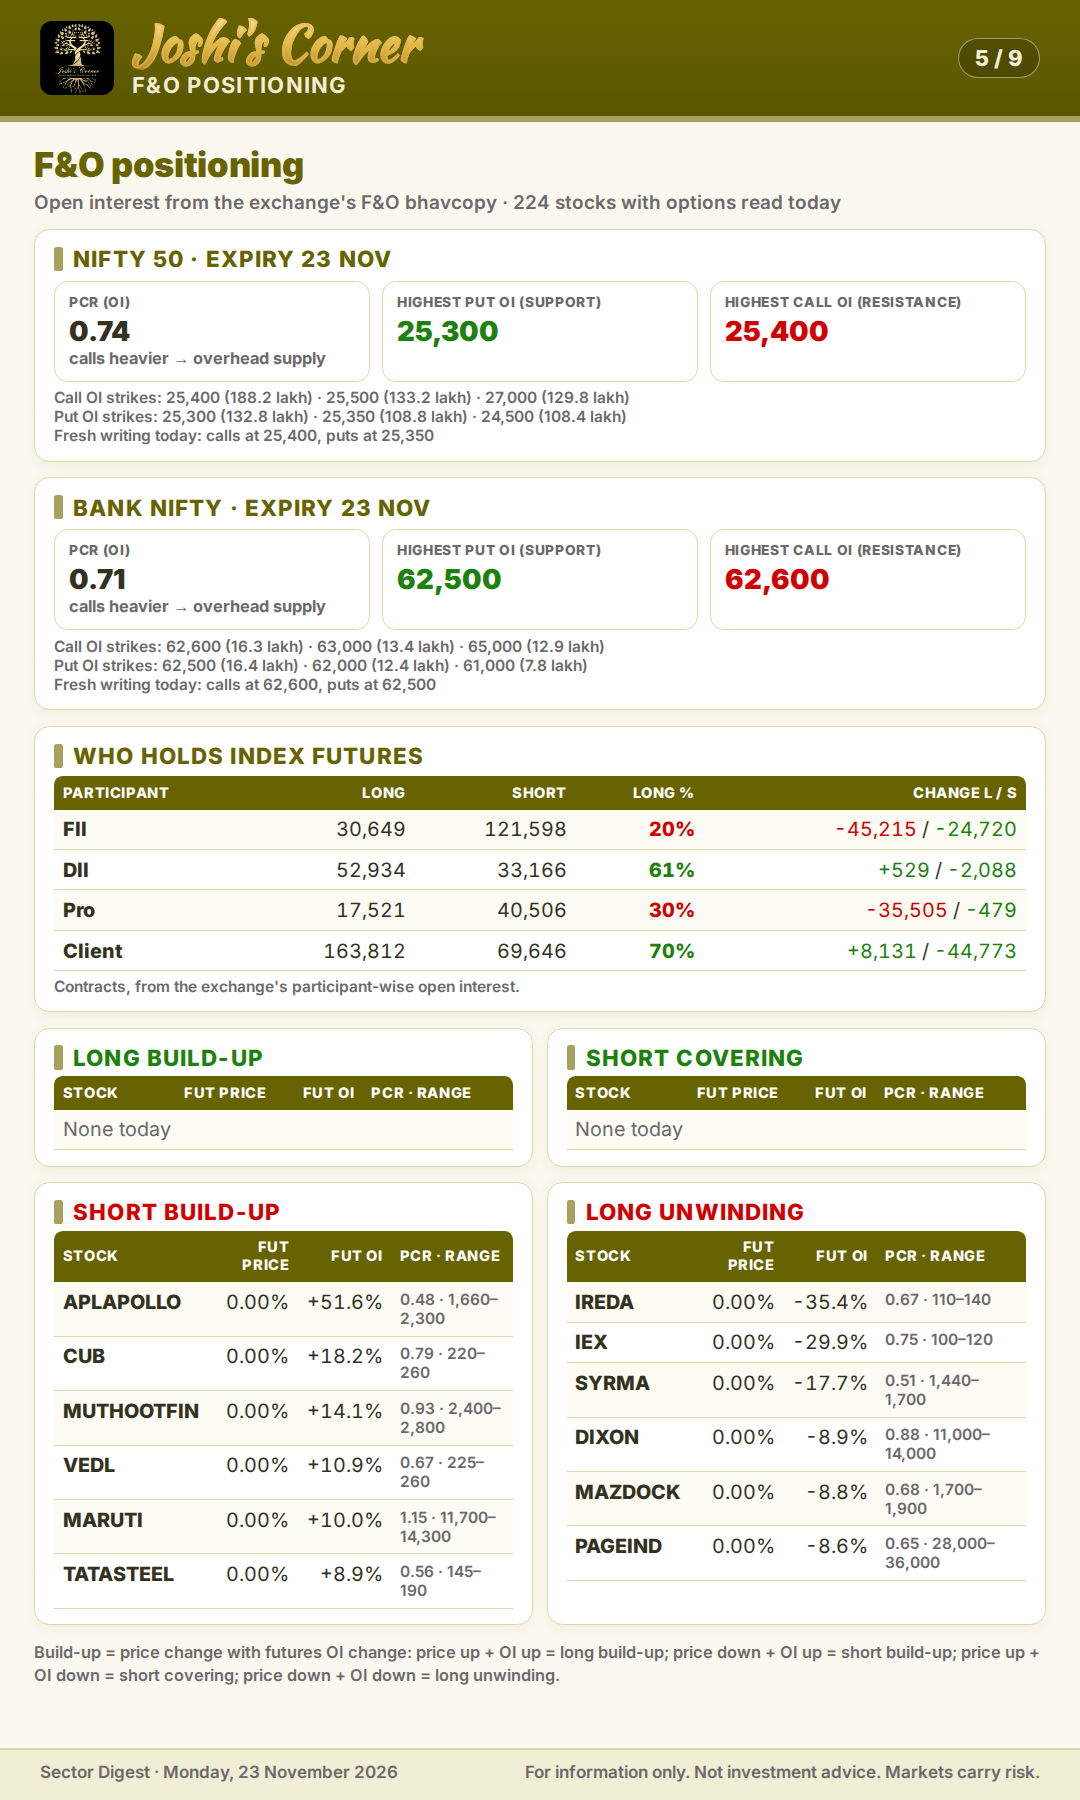 Joshi's Corner
Joshi's Corner
F&O POSITIONING
5 / 9
F&O positioning
Open interest from the exchange's F&O bhavcopy · 224 stocks with options read today
NIFTY 50 · EXPIRY 23 NOV
PCR (OI) HIGHEST PUT OI (SUPPORT) HIGHEST CALL OI (RESISTANCE)
0.74 25,300 25,400
calls heavier → overhead supply
Call OI strikes: 25,400 (188.2 lakh) · 25,500 (133.2 lakh) · 27,000 (129.8 lakh)
Put OI strikes: 25,300 (132.8 lakh) · 25,350 (108.8 lakh) · 24,500 (108.4 lakh)
Fresh writing today: calls at 25,400, puts at 25,350
BANK NIFTY · EXPIRY 23 NOV
PCR (OI) HIGHEST PUT OI (SUPPORT) HIGHEST CALL OI (RESISTANCE)
0.71 62,500 62,600
calls heavier → overhead supply
Call OI strikes: 62,600 (16.3 lakh) · 63,000 (13.4 lakh) · 65,000 (12.9 lakh)
Put OI strikes: 62,500 (16.4 lakh) · 62,000 (12.4 lakh) · 61,000 (7.8 lakh)
Fresh writing today: calls at 62,600, puts at 62,500
WHO HOLDS INDEX FUTURES
PARTICIPANT LONG SHORT LONG % CHANGE L / S
FII 30,649 121,598 20% -45,215 / -24,720
DII 52,934 33,166 61% +529 / -2,088
Pro 17,521 40,506 30% -35,505 / -479
Client 163,812 69,646 70% +8,131 / -44,773
Contracts, from the exchange's participant-wise open interest.
LONG BUILD-UP
STOCK FUT PRICE FUT OI PCR · RANGE
None today
SHORT COVERING
STOCK FUT PRICE FUT OI PCR · RANGE
None today
SHORT BUILD-UP
STOCK FUT PRICE FUT OI PCR · RANGE
APLAPOLLO 0.00% +51.6% 0.48 · 1,660–
2,300
CUB 0.00% +18.2% 0.79 · 220–
260
MUTHOOTFIN 0.00% +14.1% 0.93 · 2,400–
2,800
VEDL 0.00% +10.9% 0.67 · 225–
260
MARUTI 0.00% +10.0% 1.15 · 11,700–
14,300
TATASTEEL 0.00% +8.9% 0.56 · 145–
190
LONG UNWINDING
STOCK FUT PRICE FUT OI PCR · RANGE
IREDA 0.00% -35.4% 0.67 · 110–140
IEX 0.00% -29.9% 0.75 · 100–120
SYRMA 0.00% -17.7% 0.51 · 1,440–
1,700
DIXON 0.00% -8.9% 0.88 · 11,000–
14,000
MAZDOCK 0.00% -8.8% 0.68 · 1,700–
1,900
PAGEIND 0.00% -8.6% 0.65 · 28,000–
36,000
Build-up = price change with futures OI change: price up + OI up = long build-up; price down + OI up = short build-up; price up +
OI down = short covering; price down + OI down = long unwinding.
Sector Digest · Monday, 23 November 2026
For information only. Not investment advice. Markets carry risk.